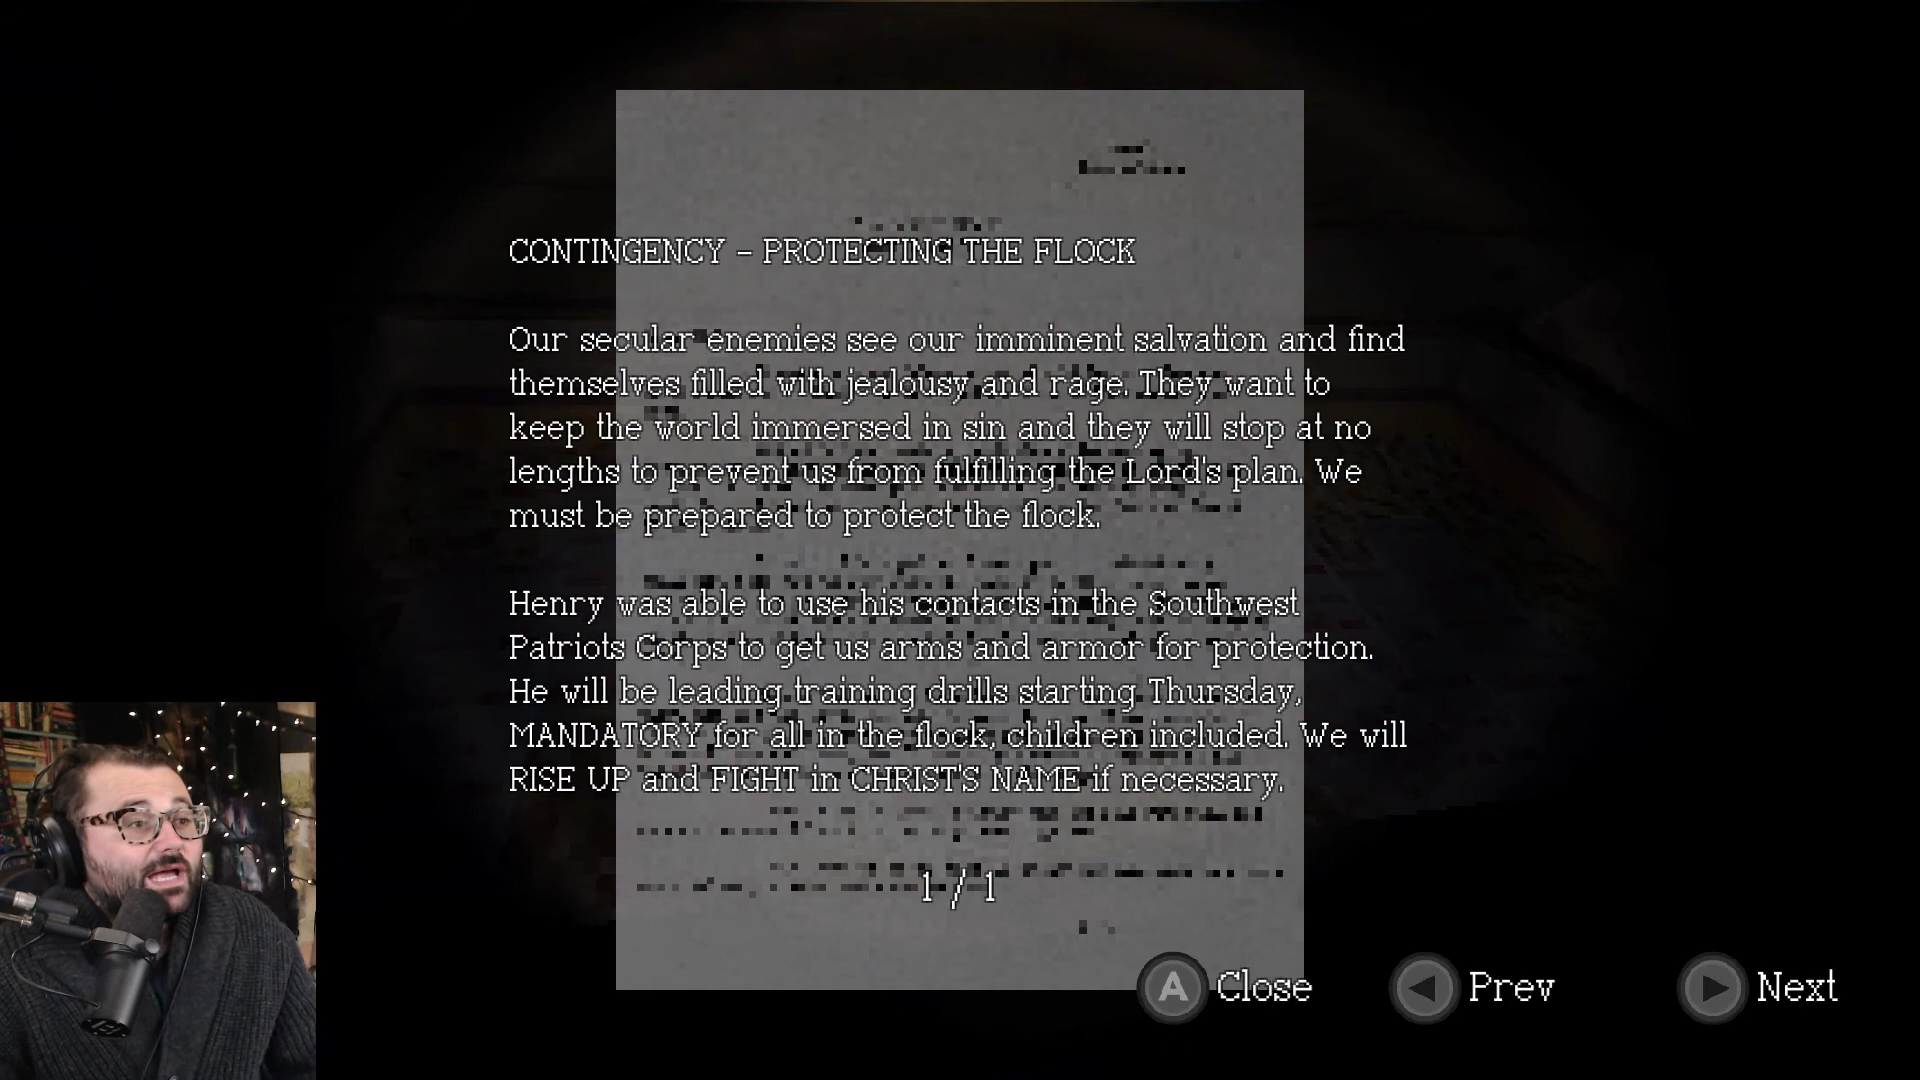 CONTINGENCY - PROTECTING THE FLOCK
Our secular enemies see our imminent salvation and find
themselves filled with jealousy and rage. They want to
keep the world immersed in sin and they will stop at no
lengths to prevent us from fulfilling the Lord's plan. We
must be prepared to protect the flock.
Henry was able to use his contacts in the Southwest
Patriots Corps to get us arms and armor for protection.
He will be leading training drills starting Thursday,
MANDATORY for all in the flock, children included. We will
RISE UP and FIGHT in CHRIST'S NAME if necessary.
1 / 1
A Close
Prev
Next